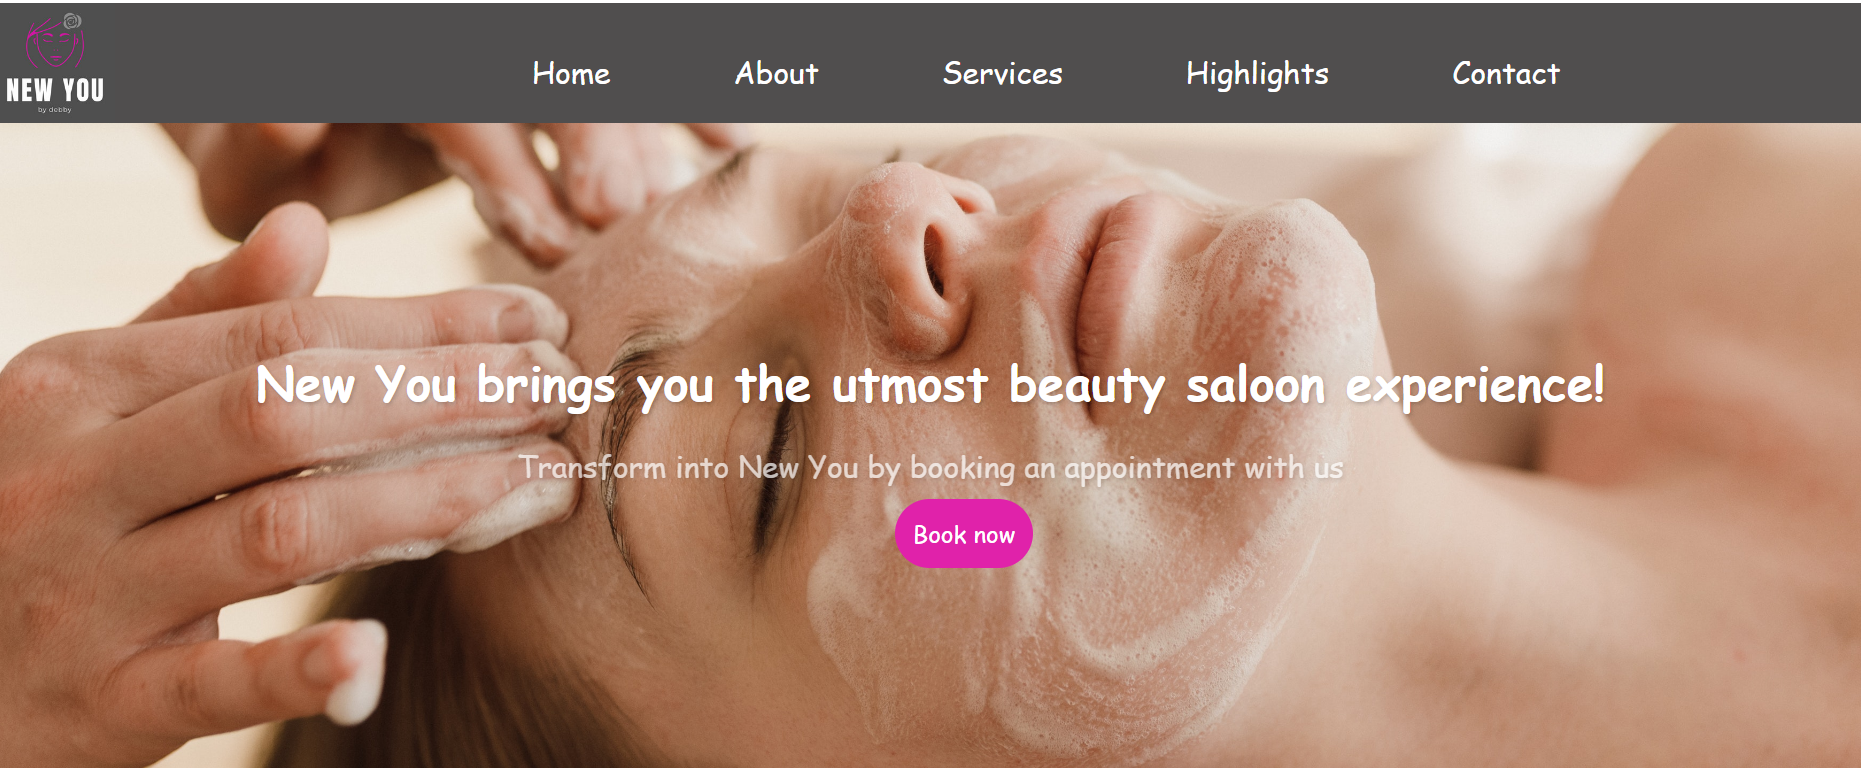 NEW YOU
by debby
Home About Services Highlights Contact
New You brings you the utmost beauty saloon experience!
Transform into New You by booking an appointment with us
Book now